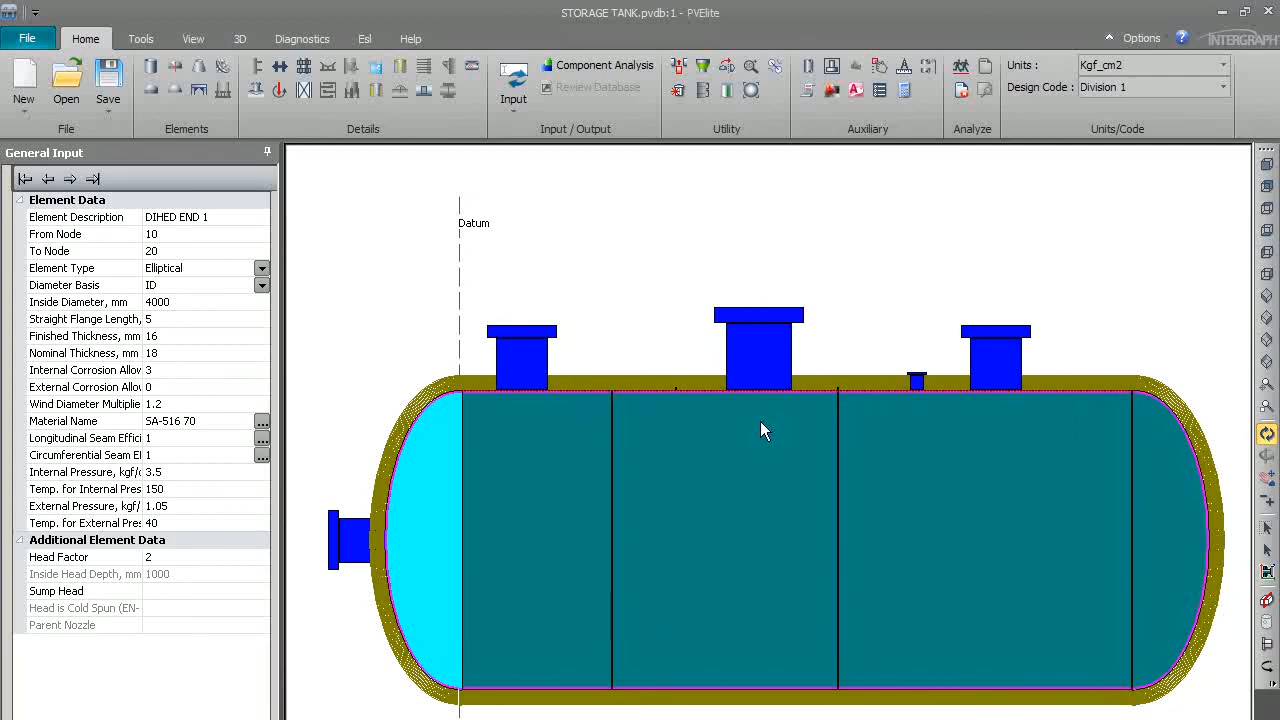 STORAGE TANK.pvdb:1 - PVElite
File Home Tools View 3D Diagnostics Esl Help Options INTERGRAPH
New Open Save Input Component Analysis Units : Kgf_cm2
Review Database Design Code : Division 1
File Elements Details Input / Output Utility Auxiliary Analyze Units/Code
General Input
Element Data
Element Description DIHED END 1
From Node 10
To Node 20
Element Type Elliptical
Diameter Basis ID
Inside Diameter, mm 4000
Straight Flange Length, 5
Finished Thickness, mm 16
Nominal Thickness, mm 18
Internal Corrosion Allow 3
External Corrosion Allow 0
Wind Diameter Multiplie 1.2
Material Name SA-516 70
Longitudinal Seam Effici 1
Circumferential Seam E 1
Internal Pressure, kgf/ 3.5
Temp. for Internal Pres 150
External Pressure, kgf/ 1.05
Temp. for External Pres 40
Additional Element Data
Head Factor 2
Inside Head Depth, mm 1000
Sump Head
Head is Cold Spun (EN-
Parent Nozzle
Datum